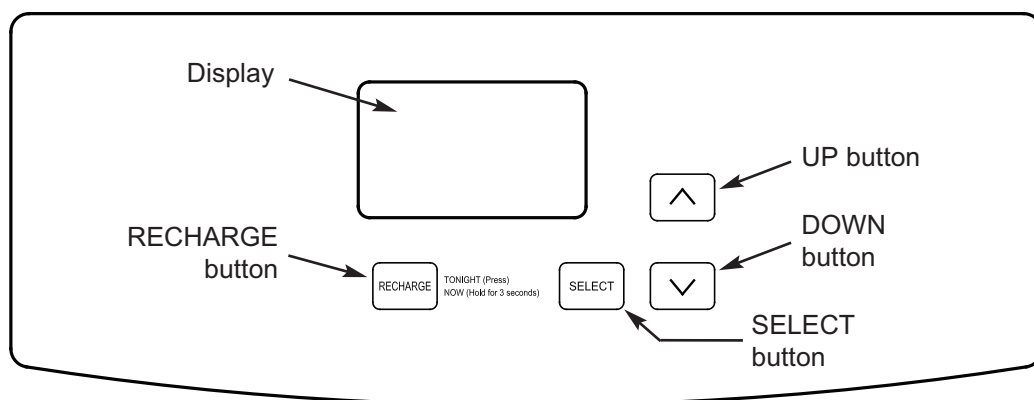 Display
UP button
RECHARGE
button
DOWN
button
RECHARGE
TONIGHT (Press)
NOW (Hold for 3 seconds)
SELECT
SELECT
button